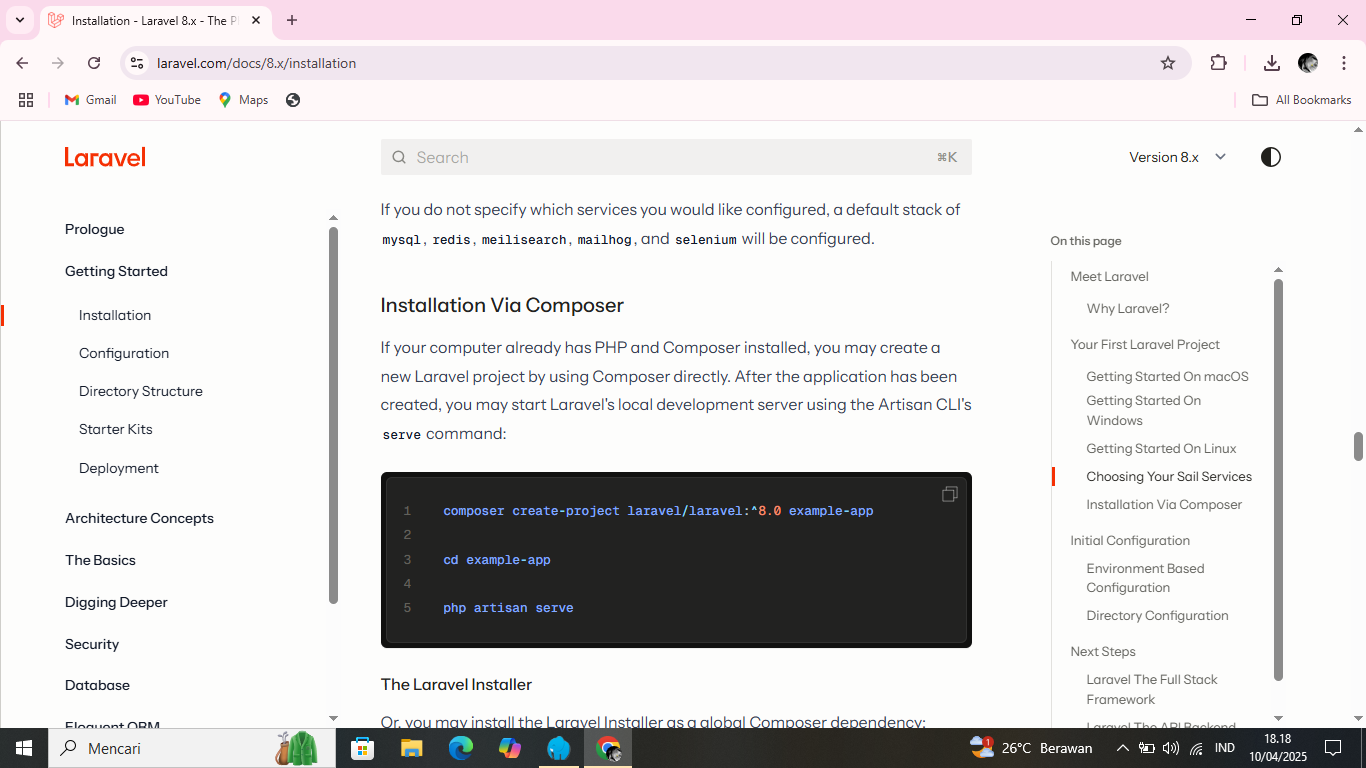 Installation - Laravel 8.x - The P
laravel.com/docs/8.x/installation
Gmail
YouTube
Maps
All Bookmarks
Laravel
Search
⌘K
Version 8.x
Prologue
Getting Started
Installation
Configuration
Directory Structure
Starter Kits
Deployment
Architecture Concepts
The Basics
Digging Deeper
Security
Database
Eloquent ORM
If you do not specify which services you would like configured, a default stack of
mysql, redis, meilisearch, mailhog, and selenium will be configured.
Installation Via Composer
If your computer already has PHP and Composer installed, you may create a
new Laravel project by using Composer directly. After the application has been
created, you may start Laravel's local development server using the Artisan CLI's
serve command:
1 composer create-project laravel/laravel:^8.0 example-app
2
3 cd example-app
4
5 php artisan serve
The Laravel Installer
Or, you may install the Laravel Installer as a global Composer dependency:
On this page
Meet Laravel
Why Laravel?
Your First Laravel Project
Getting Started On macOS
Getting Started On
Windows
Getting Started On Linux
Choosing Your Sail Services
Installation Via Composer
Initial Configuration
Environment Based
Configuration
Directory Configuration
Next Steps
Laravel The Full Stack
Framework
Laravel The API Backend
Mencari
26°C Berawan
IND
18.18
10/04/2025